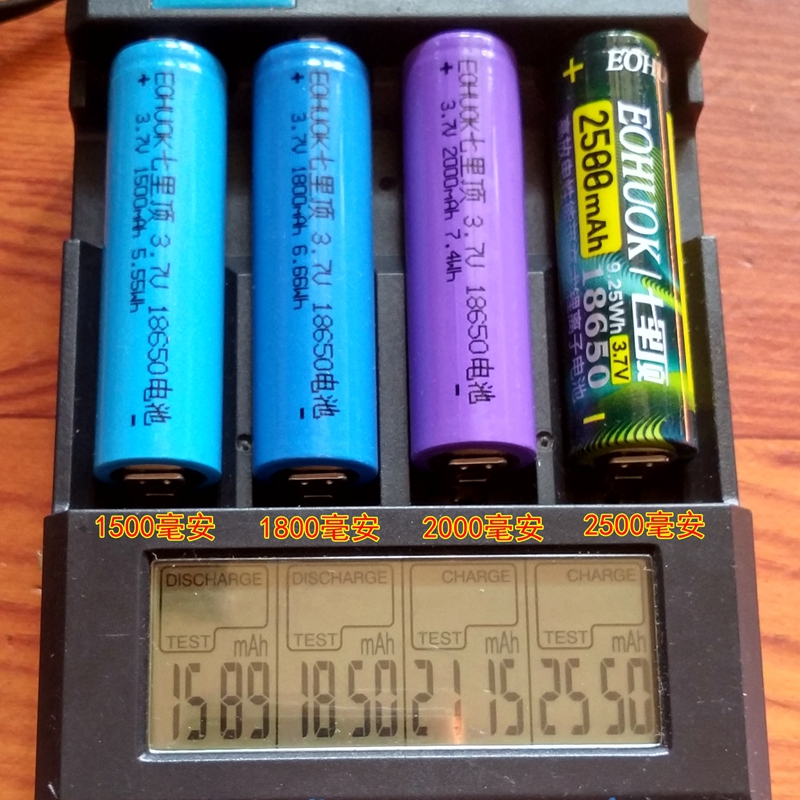 + EOHUOK七里顶 3.7V 18650电池 -
3.7V 1500mAh 5.55Wh
+ EOHUOK七里顶 3.7V 18650电池 -
3.7V 1800mAh 6.66Wh
+ EOHUOK七里顶 3.7V 18650电池 -
3.7V 2000mAh 7.4Wh
EOHU
EOHUOK/七里顶
+ 2500mAh
9.25Wh 3.7V
18650
锂离子电池
1500毫安
1800毫安
2000毫安
2500毫安
DISCHARGE
TEST mAh
1589
DISCHARGE
TEST mAh
1850
CHARGE
TEST mAh
2115
CHARGE
TEST mAh
2550